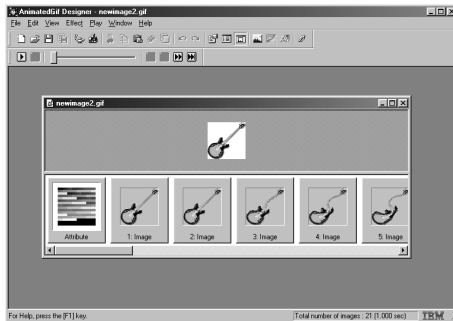 AnimatedGif Designer - newimage2.gif
File Edit View Effect Play Window Help
newimage2.gif
Attribute
1: Image
2: Image
3: Image
4: Image
5: Image
For Help, press the [F1] key.
Total number of images : 21 (1.000 sec)
IBM